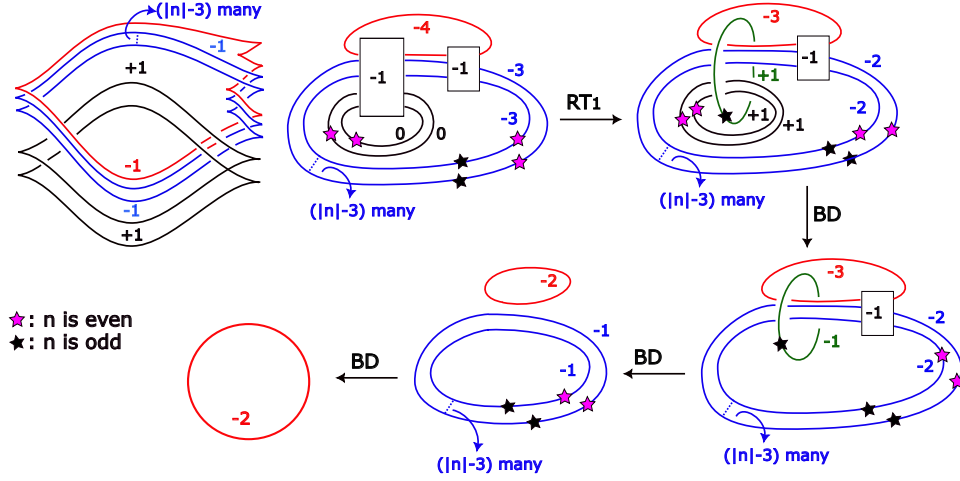 (|n|-3) many
-1
+1
-1
-1
+1
-4
-1
-1
-3
-3
0
0
(|n|-3) many
RT1
-3
-1
-2
+1
-2
+1
+1
(|n|-3) many
BD
-3
-1
-2
-1
-2
(|n|-3) many
BD
-2
-1
-1
(|n|-3) many
BD
-2
: n is even
: n is odd